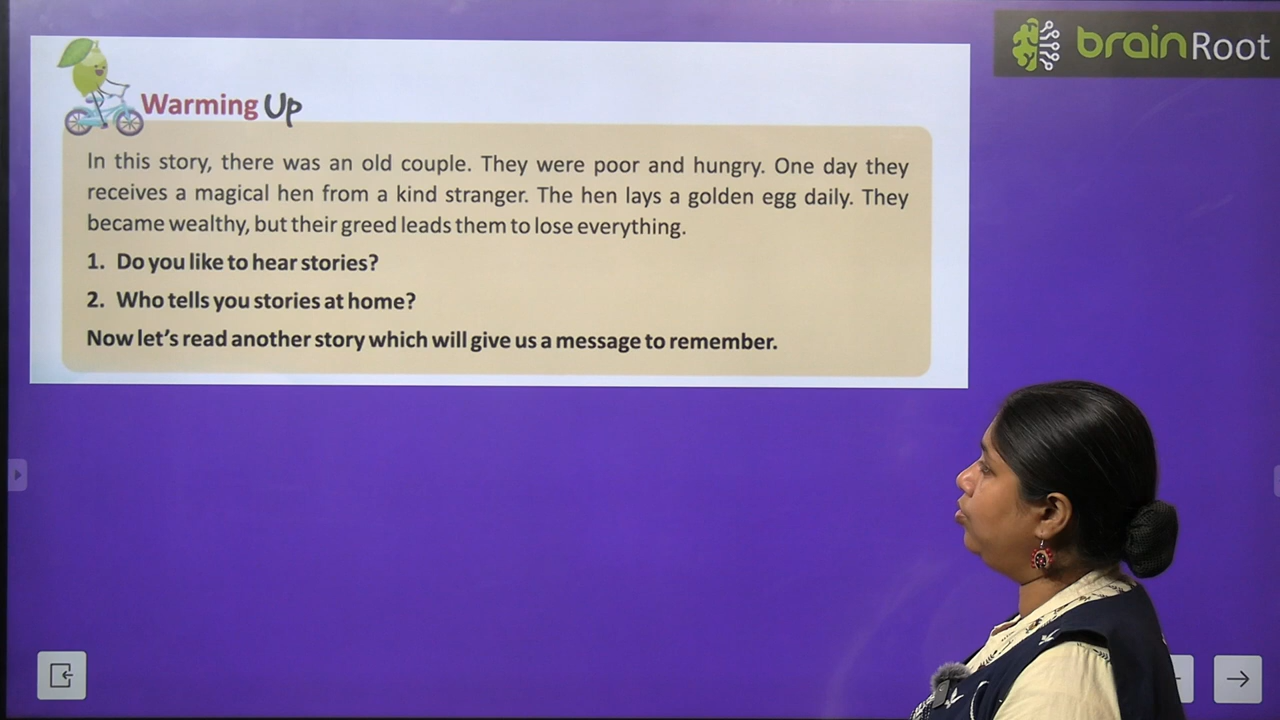 brainRoot
Warming Up
In this story, there was an old couple. They were poor and hungry. One day they
receives a magical hen from a kind stranger. The hen lays a golden egg daily. They
became wealthy, but their greed leads them to lose everything.
1. Do you like to hear stories?
2. Who tells you stories at home?
Now let's read another story which will give us a message to remember.